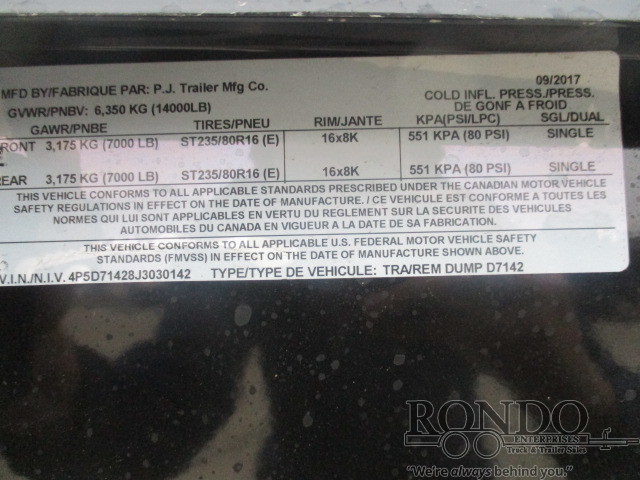 09/2017
MFD BY/FABRIQUE PAR: P.J. Trailer Mfg Co.
COLD INFL. PRESS./PRESS.
GVWR/PNBV: 6,350 KG (14000LB)
DE GONF A FROID
GAWR/PNBE TIRES/PNEU RIM/JANTE KPA(PSI/LPC) SGL/DUAL
RONT 3,175 KG (7000 LB) ST235/80R16 (E) 16x8K 551 KPA (80 PSI) SINGLE
REAR 3,175 KG (7000 LB) ST235/80R16 (E) 16x8K 551 KPA (80 PSI) SINGLE
THIS VEHICLE CONFORMS TO ALL APPLICABLE STANDARDS PRESCRIBED UNDER THE CANADIAN MOTOR VEHICLE
SAFETY REGULATIONS IN EFFECT ON THE DATE OF MANUFACTURE. / CE VEHICULE EST CONFORME A TOUTES LES
NORMES QUI LUI SONT APPLICABLES EN VERTU DU REGLEMENT SUR LA SECURITE DES VEHICULES
AUTOMOBILES DU CANADA EN VIGUEUR A LA DATE DE SA FABRICATION.
THIS VEHICLE CONFORMS TO ALL APPLICABLE U.S. FEDERAL MOTOR VEHICLE SAFETY
STANDARDS (FMVSS) IN EFFECT ON THE DATE OF MANUFACTURE SHOWN ABOVE.
V.I.N./N.I.V. 4P5D71428J3030142 TYPE/TYPE DE VEHICULE: TRA/REM DUMP D7142
RONDO
ENTERPRISES
Truck & Trailer Sales
"We're always behind you."